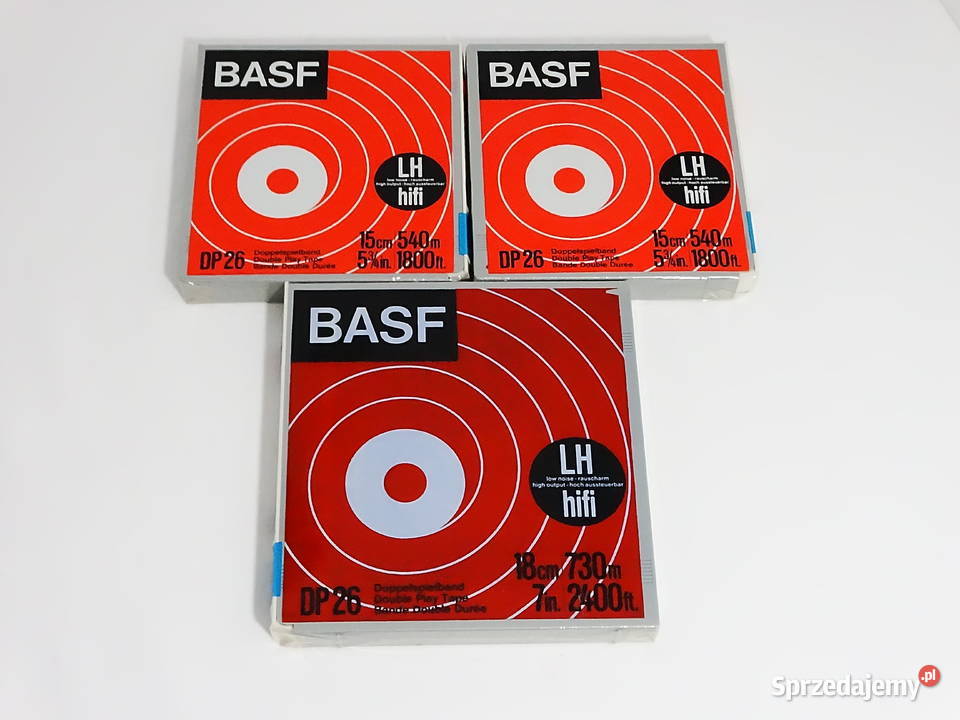 BASF
LH
low noise · rauscharm
high output · hoch aussteuerbar
hifi
15cm 540m
5¾in. 1800ft.
DP 26
Doppelspielband
Double Play Tape
Bande Double Durée
BASF
LH
low noise · rauscharm
high output · hoch aussteuerbar
hifi
15cm 540m
5¾in. 1800ft.
DP 26
Doppelspielband
Double Play Tape
Bande Double Durée
BASF
LH
low noise · rauscharm
high output · hoch aussteuerbar
hifi
18cm 730m
7in. 2400ft.
DP 26
Doppelspielband
Double Play Tape
Bande Double Durée
Sprzedajemy.pl